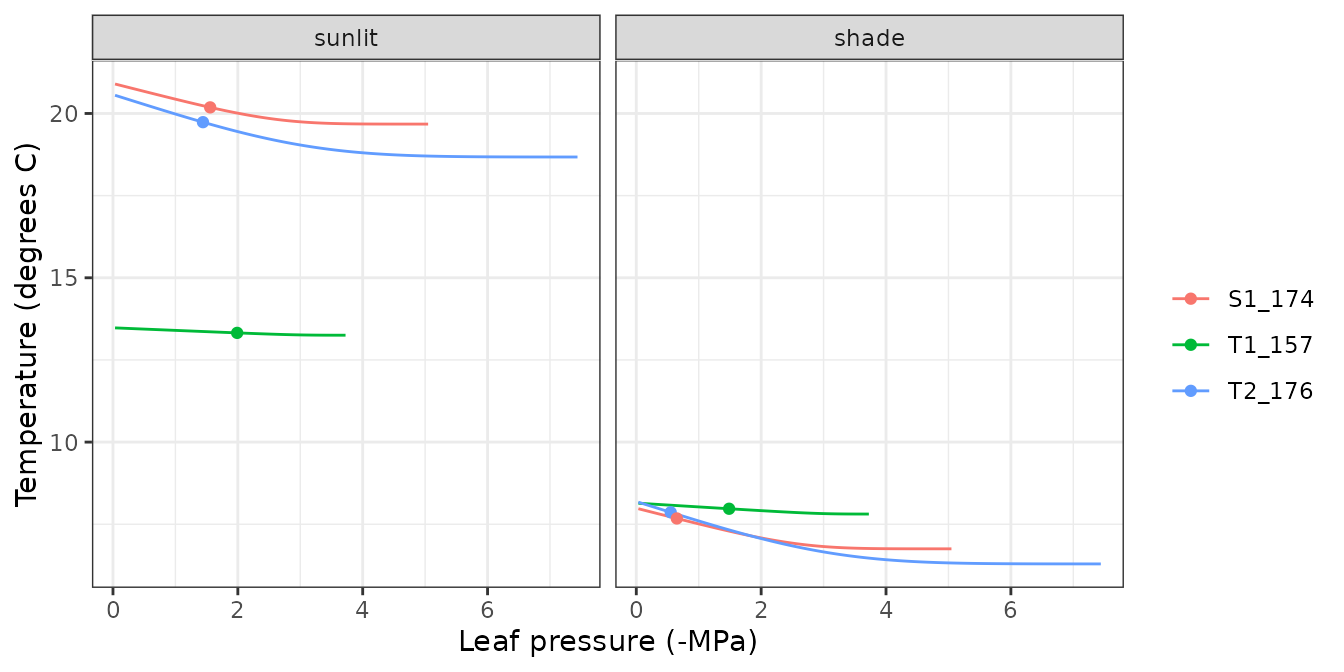 sunlit
shade
Temperature (degrees C)
20
15
10
0 2 4 6
0 2 4 6
Leaf pressure (-MPa)
S1_174
T1_157
T2_176